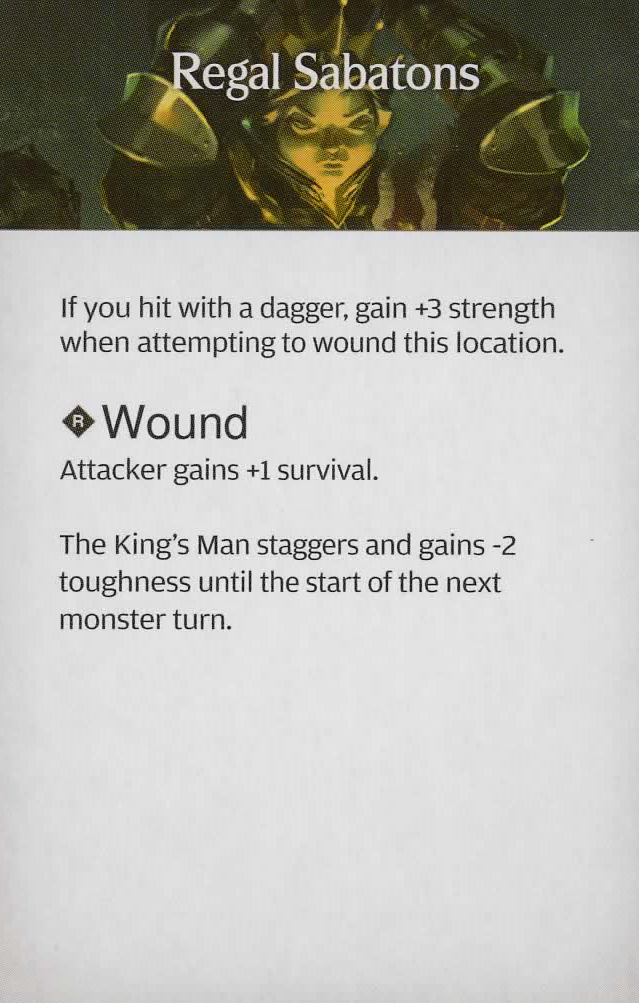 Regal Sabatons
If you hit with a dagger, gain +3 strength
when attempting to wound this location.
R Wound
Attacker gains +1 survival.
The King's Man staggers and gains -2
toughness until the start of the next
monster turn.